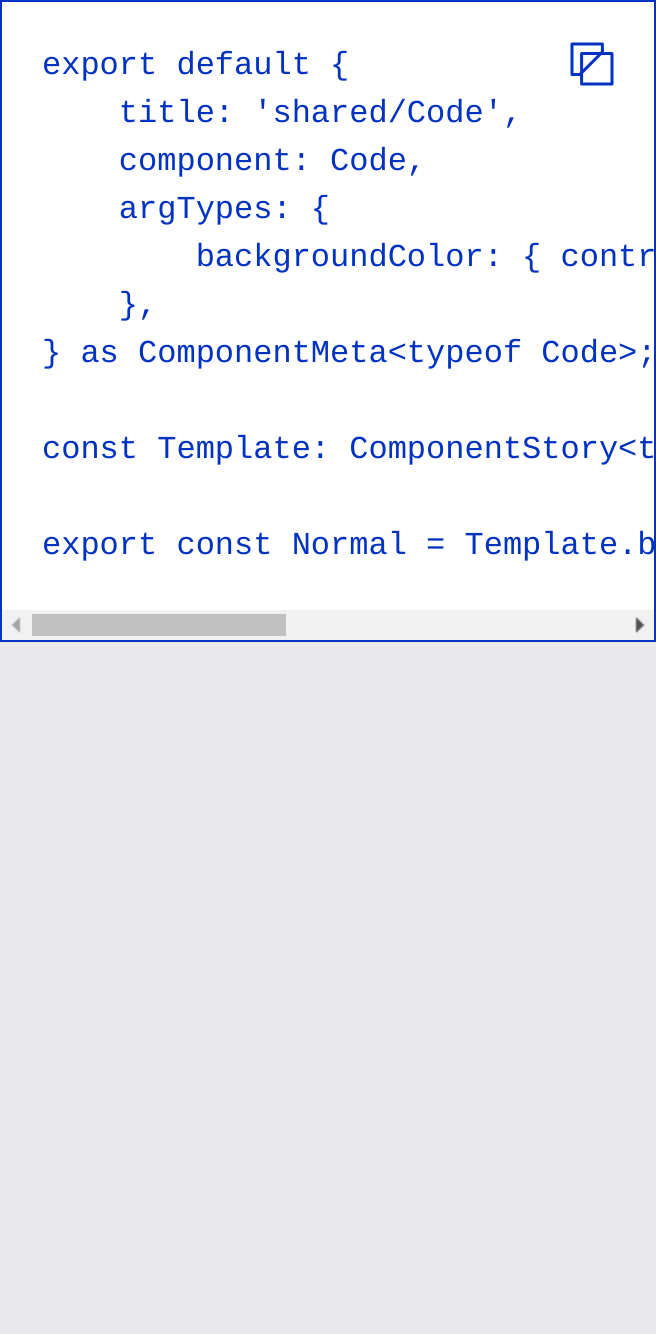 export default {
    title: 'shared/Code',
    component: Code,
    argTypes: {
        backgroundColor: { contr
    },
} as ComponentMeta<typeof Code>;
const Template: ComponentStory<t
export const Normal = Template.b